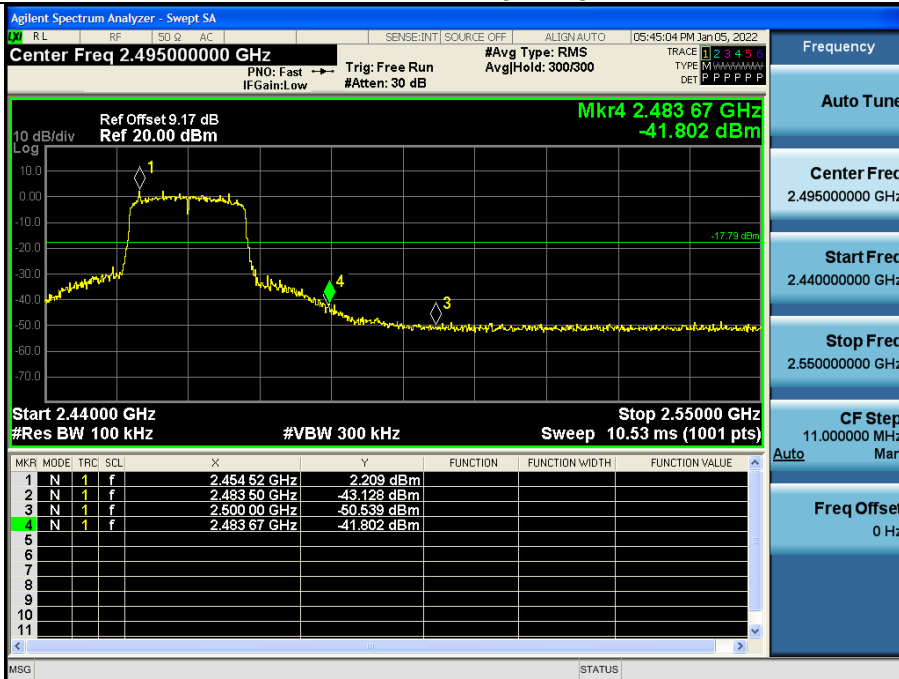 Agilent Spectrum Analyzer - Swept SA
LXI RL RF 50 Ω AC SENSE:INT SOURCE OFF ALIGN AUTO 05:45:04 PM Jan 05, 2022
Center Freq 2.495000000 GHz #Avg Type: RMS TRACE 1 2 3 4 5 6
PNO: Fast Trig: Free Run Avg|Hold: 300/300 TYPE M
IFGain:Low #Atten: 30 dB DET P P P P P P
Mkr4 2.483 67 GHz
-41.802 dBm
Ref Offset 9.17 dB
10 dB/div Ref 20.00 dBm
Log
10.0
0.00
-10.0
-20.0
-30.0
-40.0
-50.0
-60.0
-70.0
1
-17.79 dBm
4
3
Start 2.44000 GHz Stop 2.55000 GHz
#Res BW 100 kHz #VBW 300 kHz Sweep 10.53 ms (1001 pts)
MKR MODE TRC SCL X Y FUNCTION FUNCTION WIDTH FUNCTION VALUE
1 N 1 f 2.454 52 GHz 2.209 dBm
2 N 1 f 2.483 50 GHz -43.128 dBm
3 N 1 f 2.500 00 GHz -50.539 dBm
4 N 1 f 2.483 67 GHz -41.802 dBm
5
6
7
8
9
10
11
MSG STATUS
Frequency
Auto Tune
Center Freq
2.495000000 GHz
Start Freq
2.440000000 GHz
Stop Freq
2.550000000 GHz
CF Step
11.000000 MHz
Auto Man
Freq Offset
0 Hz